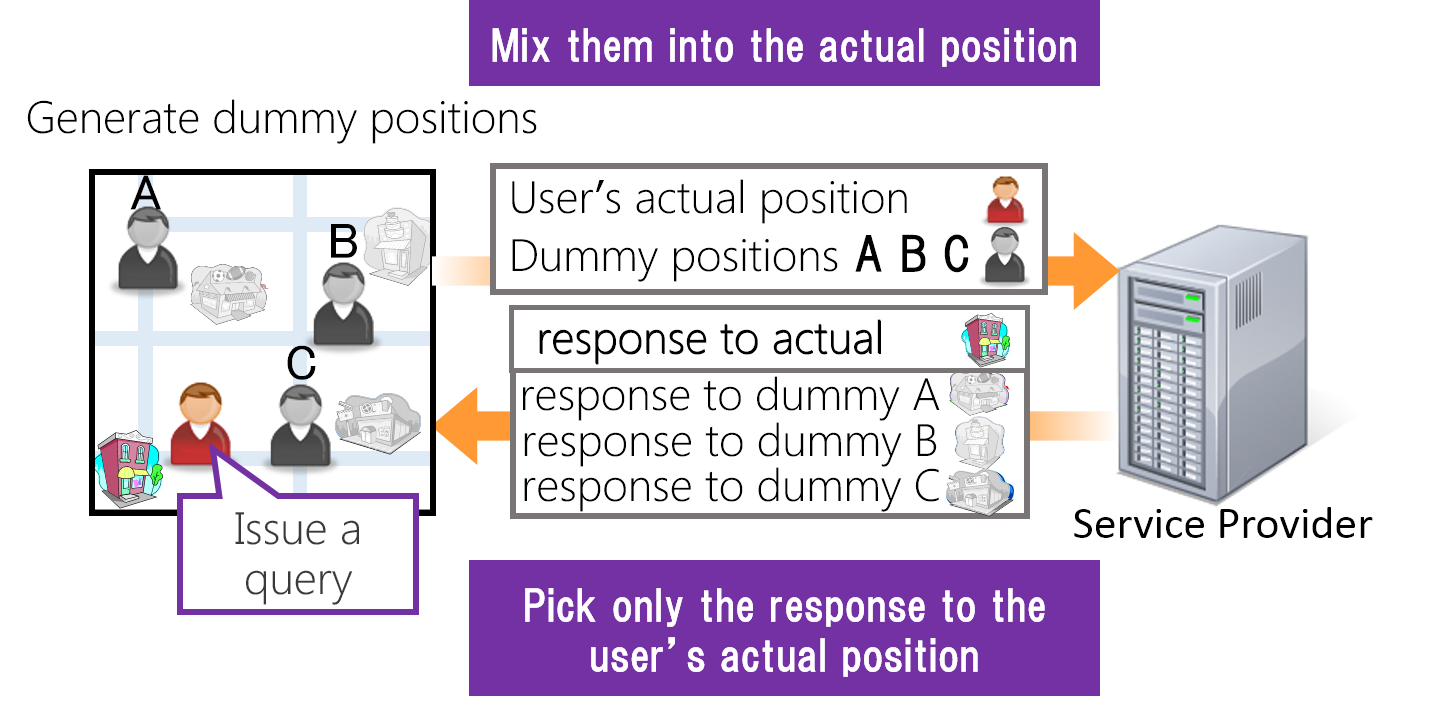 Mix them into the actual position
Generate dummy positions
A
B
C
User's actual position
Dummy positions A B C
response to actual
response to dummy A
response to dummy B
response to dummy C
Issue a
query
Service Provider
Pick only the response to the
user's actual position